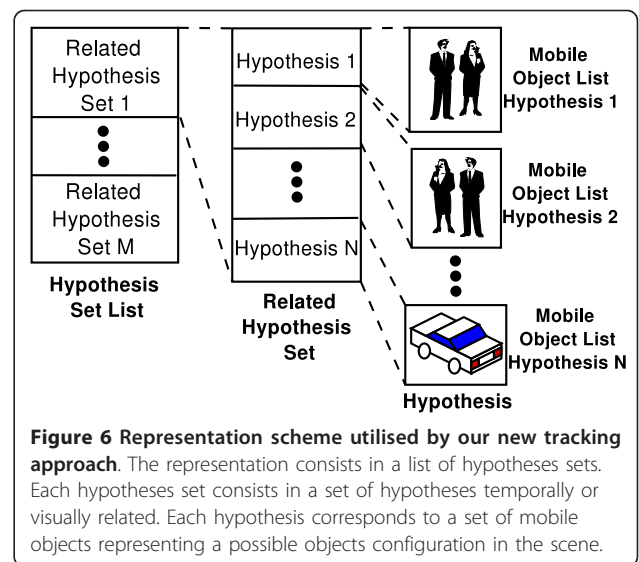 Related
Hypothesis
Set 1
Related
Hypothesis
Set M
Hypothesis
Set List
Hypothesis 1
Hypothesis 2
Hypothesis N
Related
Hypothesis
Set
Mobile
Object List
Hypothesis 1
Mobile
Object List
Hypothesis 2
Mobile
Object List
Hypothesis N
Hypothesis
Figure 6 Representation scheme utilised by our new tracking
approach. The representation consists in a list of hypotheses sets.
Each hypotheses set consists in a set of hypotheses temporally or
visually related. Each hypothesis corresponds to a set of mobile
objects representing a possible objects configuration in the scene.